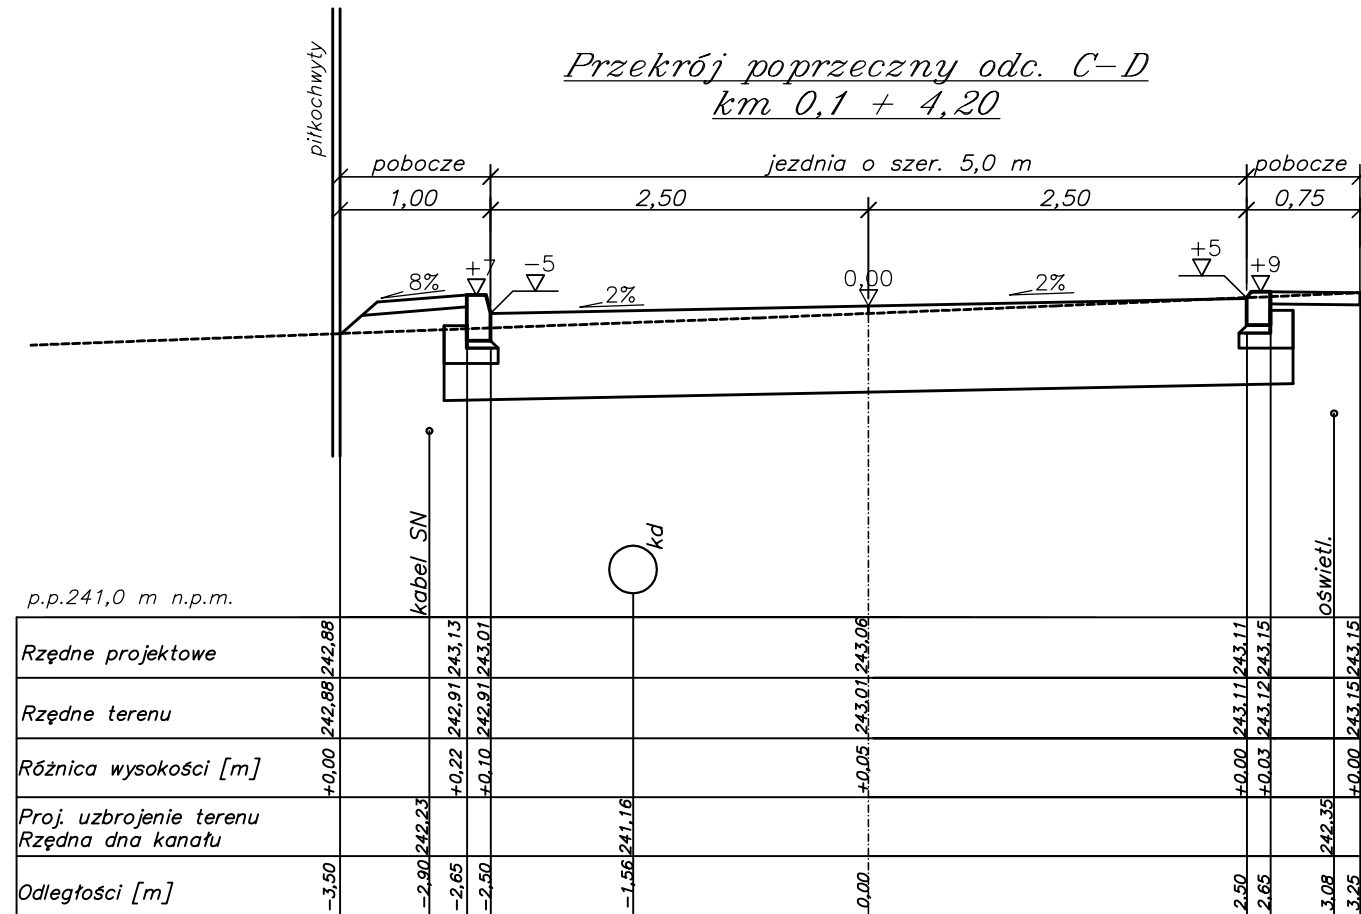 piłkochwyty
Przekrój poprzeczny odc. C-D
km 0,1 + 4,20
pobocze
jezdnia o szer. 5,0 m
pobocze
1,00
2,50
2,50
0,75
8%
+7
-5
2%
0,00
2%
+5
+9
kabel SN
kd
oświetl.
p.p.241,0 m n.p.m.
Rzędne projektowe
242,88
243,13
243,01
243,06
243,11
243,15
243,15
Rzędne terenu
242,88
242,91
242,91
243,01
243,11
243,12
243,15
Różnica wysokości [m]
+0,00
+0,22
+0,10
+0,05
+0,00
+0,03
+0,00
Proj. uzbrojenie terenu
Rzędna dna kanału
242,23
241,16
242,35
Odległości [m]
-3,50
-2,90
-2,65
-2,50
-1,56
0,00
2,50
2,65
3,08
3,25